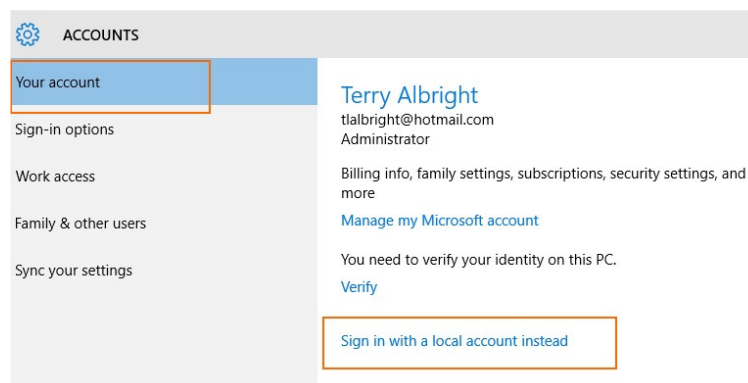 ACCOUNTS
Your account
Sign-in options
Work access
Family & other users
Sync your settings
Terry Albright
tlalbright@hotmail.com
Administrator
Billing info, family settings, subscriptions, security settings, and
more
Manage my Microsoft account
You need to verify your identity on this PC.
Verify
Sign in with a local account instead